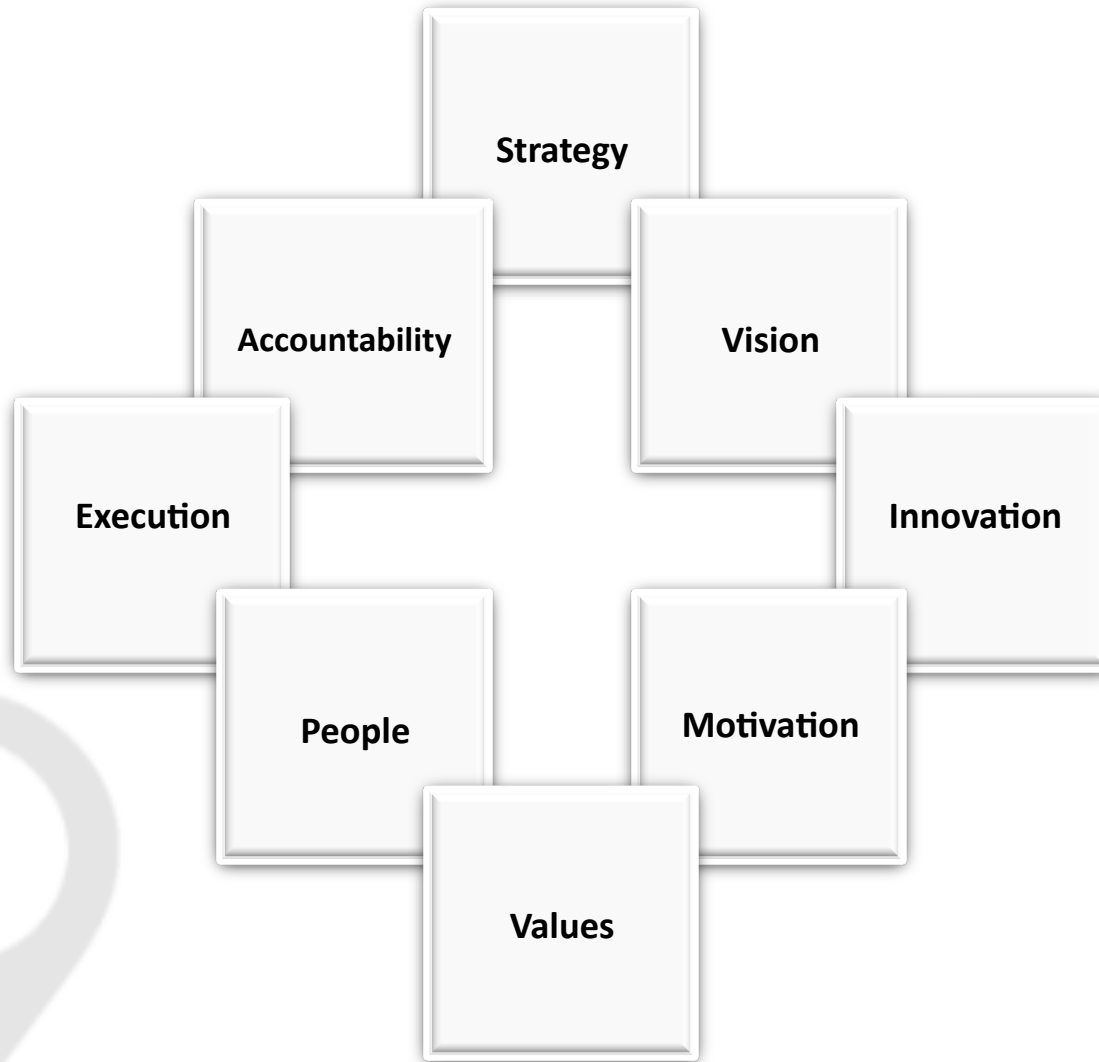 Strategy
Accountability
Vision
Execution
Innovation
People
Motivation
Values